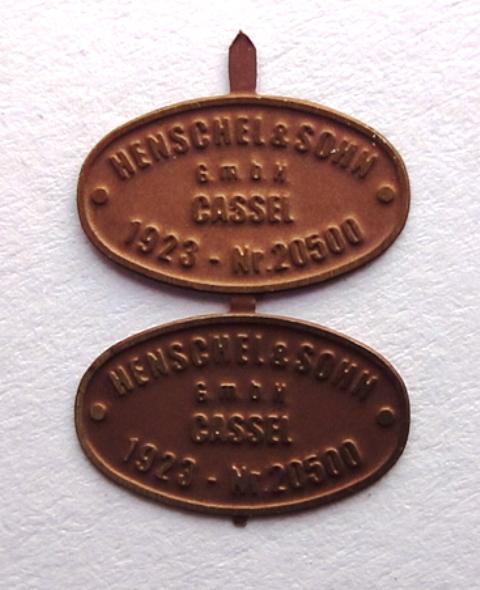 HENSCHEL & SOHN
G m b H
CASSEL
1923 - Nr. 20500
HENSCHEL & SOHN
G m b H
CASSEL
1923 - Nr. 20500